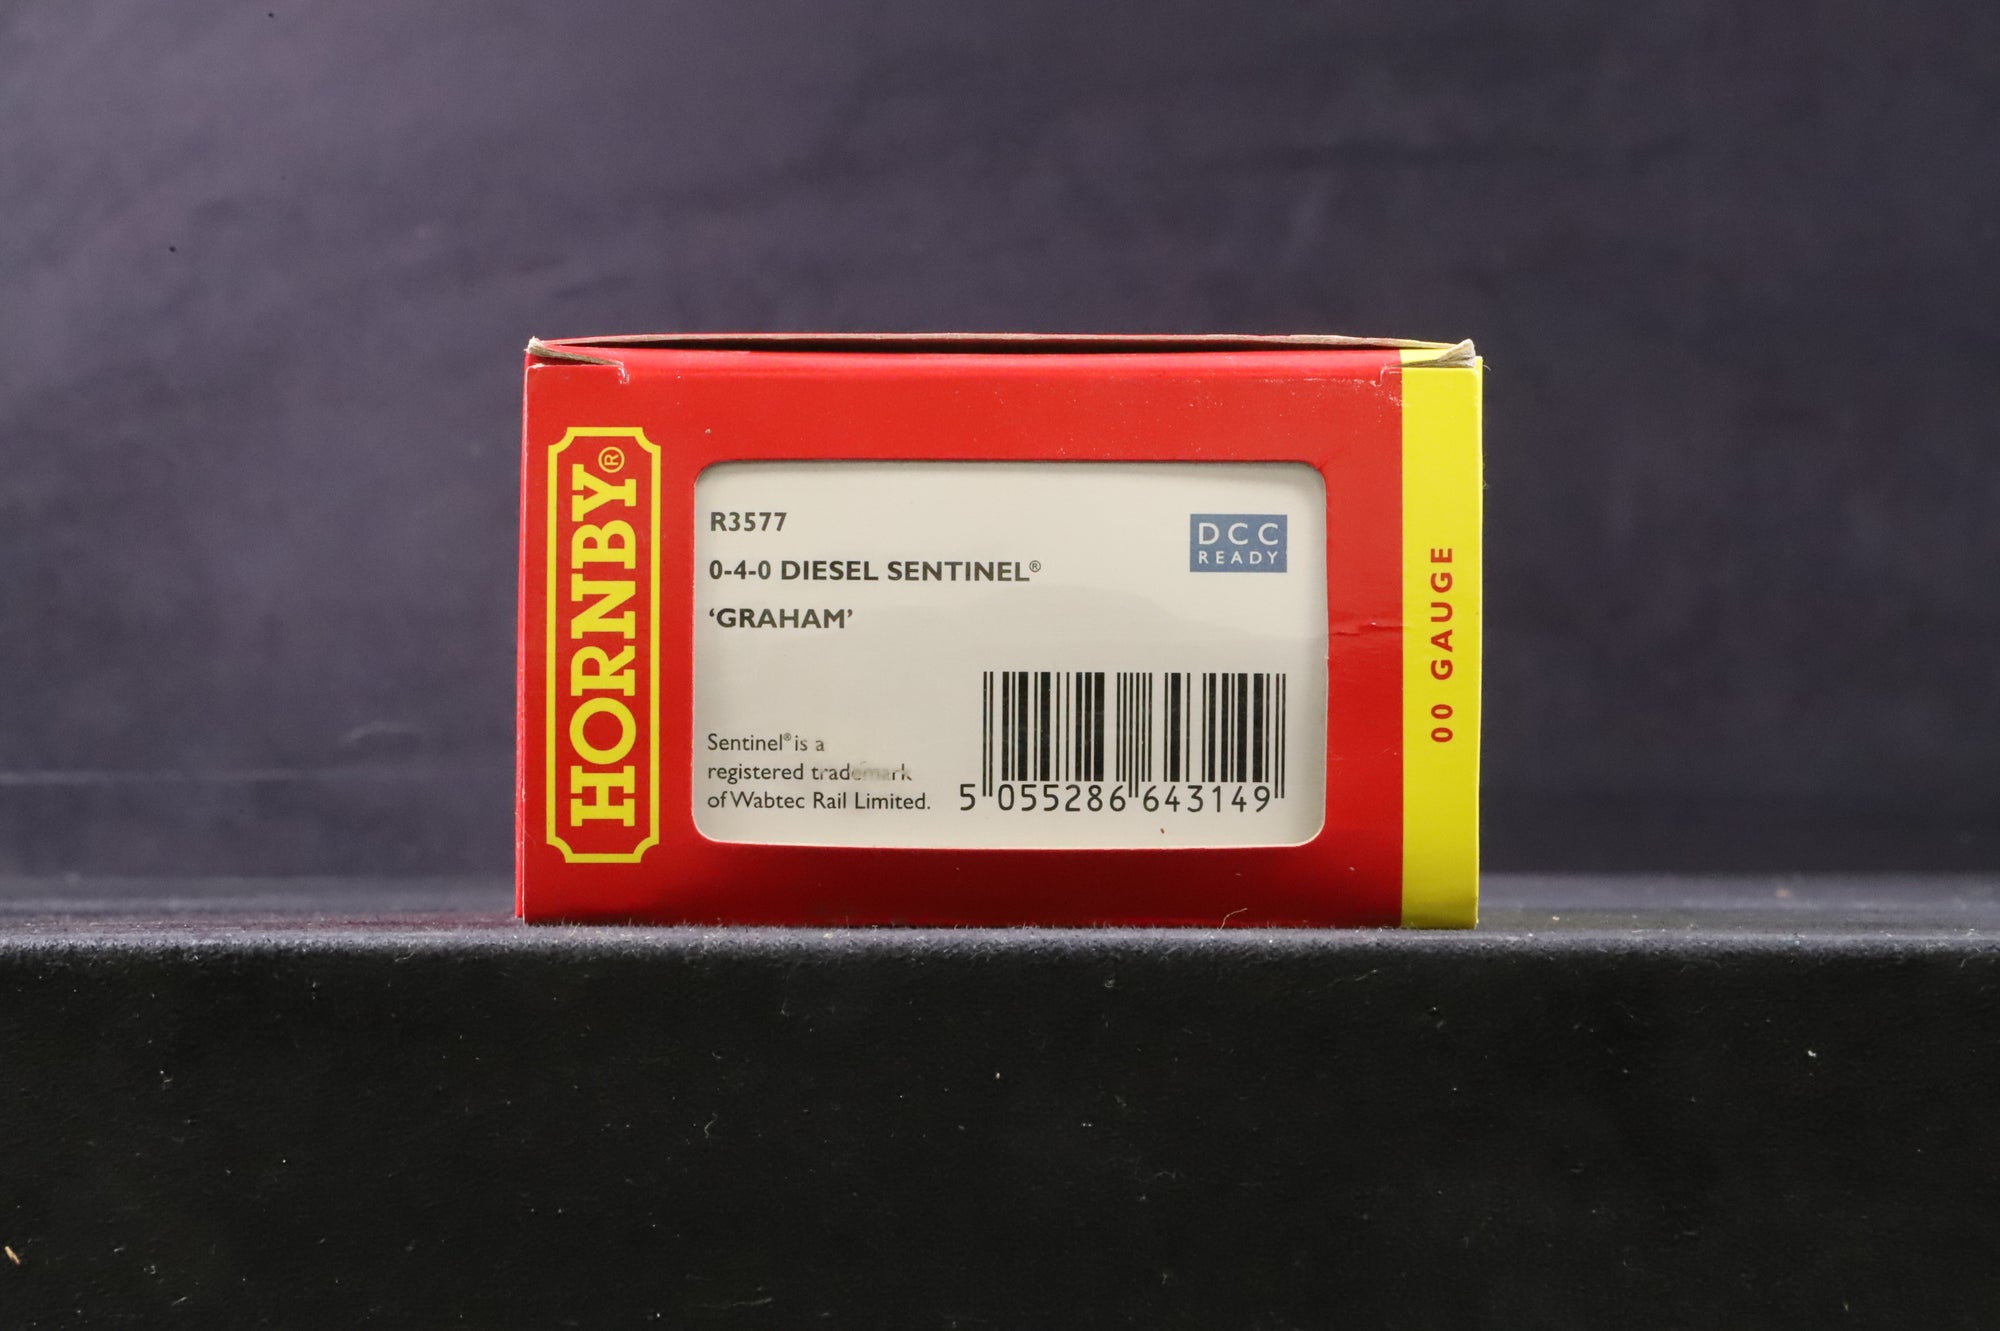 HORNBY®
R3577
0-4-0 DIESEL SENTINEL®
'GRAHAM'
DCC
READY
Sentinel® is a
registered trademark
of Wabtec Rail Limited.
5 055286 643149
00 GAUGE